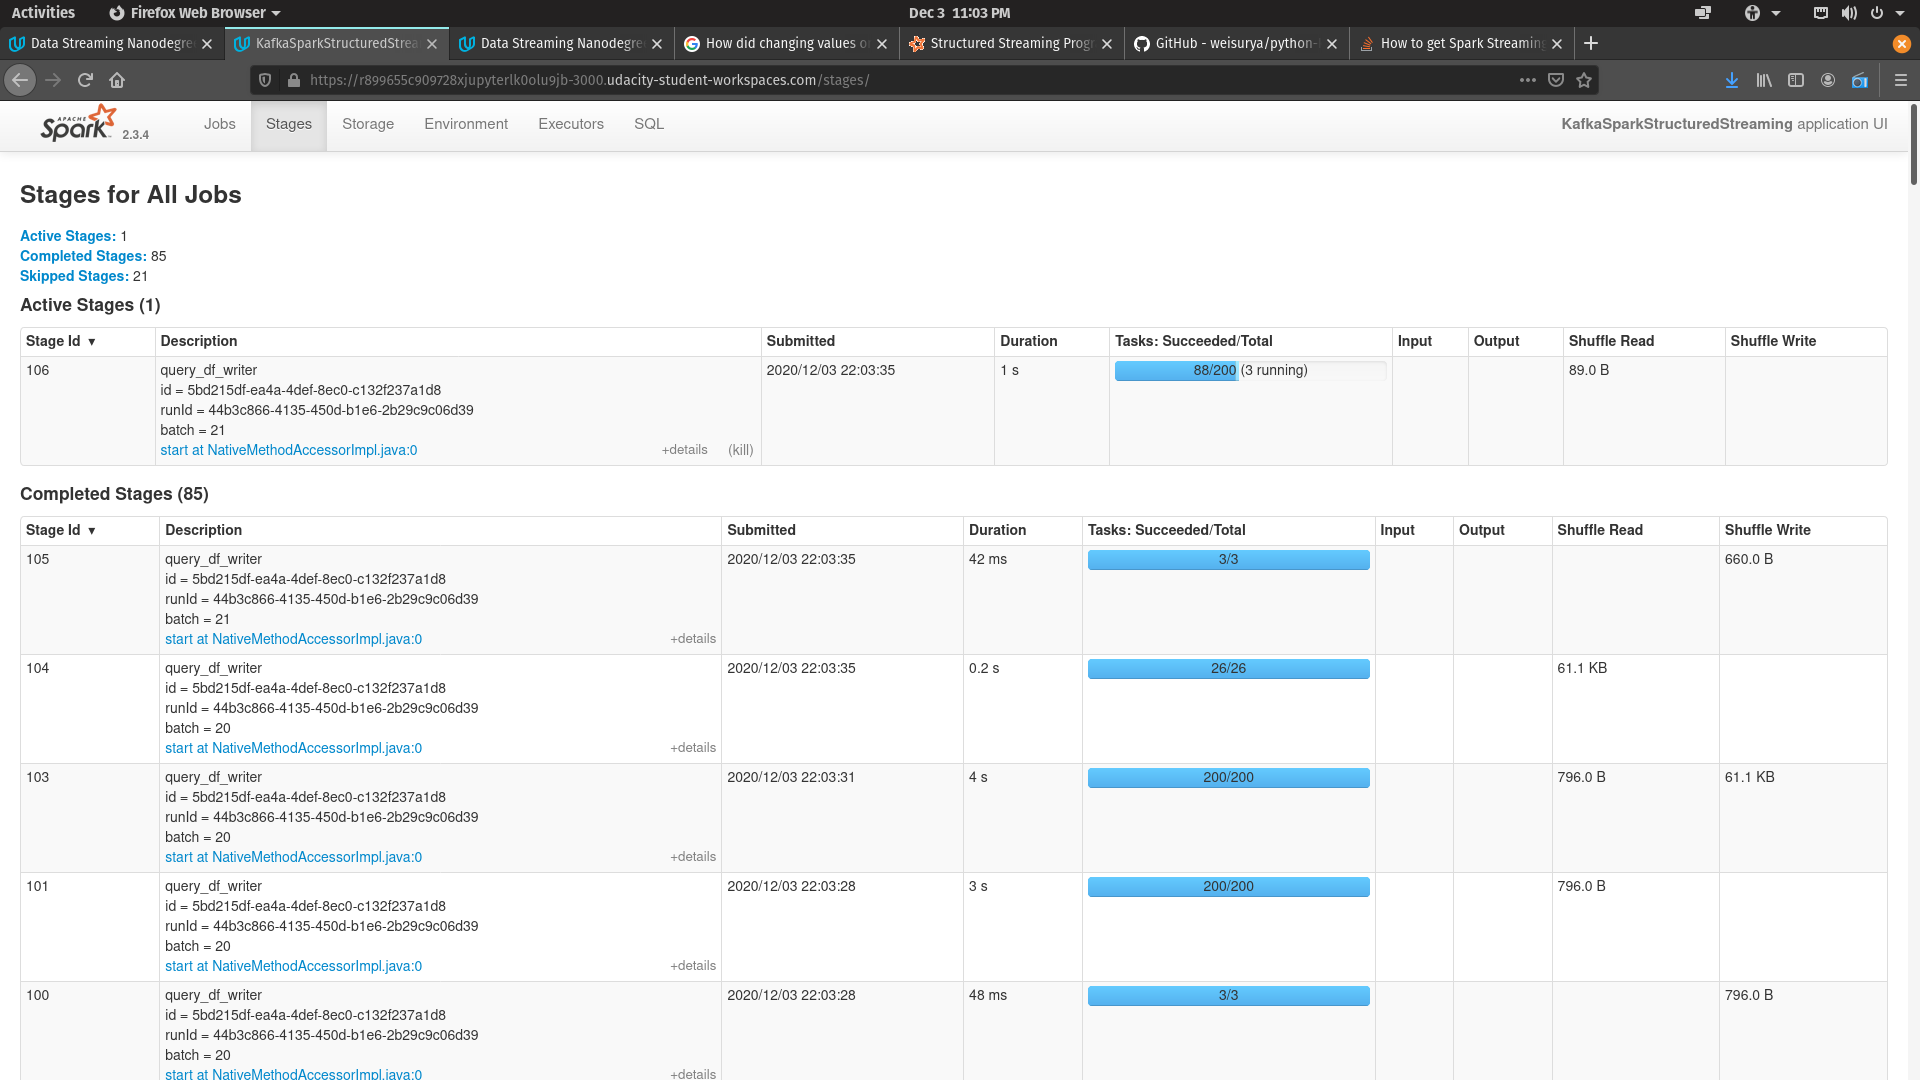 Activities
Firefox Web Browser
Dec 3 11:03 PM
Data Streaming Nanodegre
KafkaSparkStructuredStrea
Data Streaming Nanodegre
How did changing values o
Structured Streaming Prog
GitHub - weisurya/python-
How to get Spark Streaming
https://r899655c909728xjupyterlk0olu9jb-3000.udacity-student-workspaces.com/stages/
APACHE
Spark 2.3.4
Jobs
Stages
Storage
Environment
Executors
SQL
KafkaSparkStructuredStreaming application UI
Stages for All Jobs
Active Stages: 1
Completed Stages: 85
Skipped Stages: 21
Active Stages (1)
Stage Id ▼ Description Submitted Duration Tasks: Succeeded/Total Input Output Shuffle Read Shuffle Write
106 query_df_writer 2020/12/03 22:03:35 1 s 88/200 (3 running) 89.0 B
id = 5bd215df-ea4a-4def-8ec0-c132f237a1d8
runId = 44b3c866-4135-450d-b1e6-2b29c9c06d39
batch = 21
start at NativeMethodAccessorImpl.java:0 +details (kill)
Completed Stages (85)
Stage Id ▼ Description Submitted Duration Tasks: Succeeded/Total Input Output Shuffle Read Shuffle Write
105 query_df_writer 2020/12/03 22:03:35 42 ms 3/3 660.0 B
id = 5bd215df-ea4a-4def-8ec0-c132f237a1d8
runId = 44b3c866-4135-450d-b1e6-2b29c9c06d39
batch = 21
start at NativeMethodAccessorImpl.java:0 +details
104 query_df_writer 2020/12/03 22:03:35 0.2 s 26/26 61.1 KB
id = 5bd215df-ea4a-4def-8ec0-c132f237a1d8
runId = 44b3c866-4135-450d-b1e6-2b29c9c06d39
batch = 20
start at NativeMethodAccessorImpl.java:0 +details
103 query_df_writer 2020/12/03 22:03:31 4 s 200/200 796.0 B 61.1 KB
id = 5bd215df-ea4a-4def-8ec0-c132f237a1d8
runId = 44b3c866-4135-450d-b1e6-2b29c9c06d39
batch = 20
start at NativeMethodAccessorImpl.java:0 +details
101 query_df_writer 2020/12/03 22:03:28 3 s 200/200 796.0 B
id = 5bd215df-ea4a-4def-8ec0-c132f237a1d8
runId = 44b3c866-4135-450d-b1e6-2b29c9c06d39
batch = 20
start at NativeMethodAccessorImpl.java:0 +details
100 query_df_writer 2020/12/03 22:03:28 48 ms 3/3 796.0 B
id = 5bd215df-ea4a-4def-8ec0-c132f237a1d8
runId = 44b3c866-4135-450d-b1e6-2b29c9c06d39
batch = 20
start at NativeMethodAccessorImpl.java:0 +details